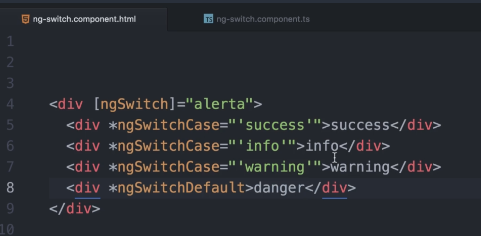 ng-switch.component.html
ng-switch.component.ts
1
2
3
4 <div [ngSwitch]="alerta">
5 <div *ngSwitchCase="'success'">success</div>
6 <div *ngSwitchCase="'info'">info</div>
7 <div *ngSwitchCase="'warning'">warning</div>
8 <div *ngSwitchDefault>danger</div>
9 </div>
10